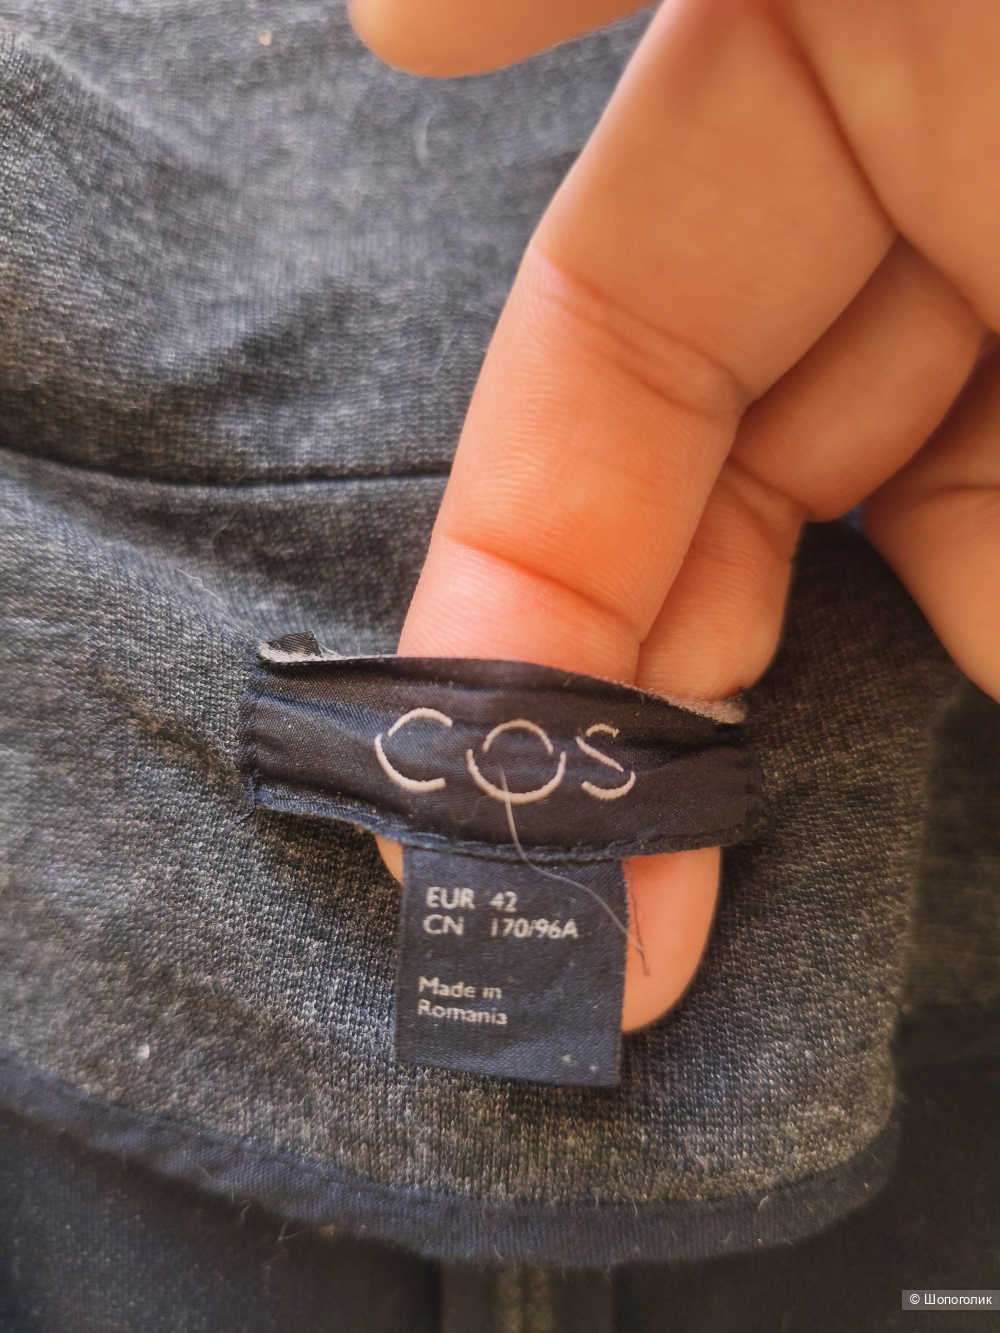 COS
EUR 42
CN 170/96A
Made in
Romania
© Шопоголик